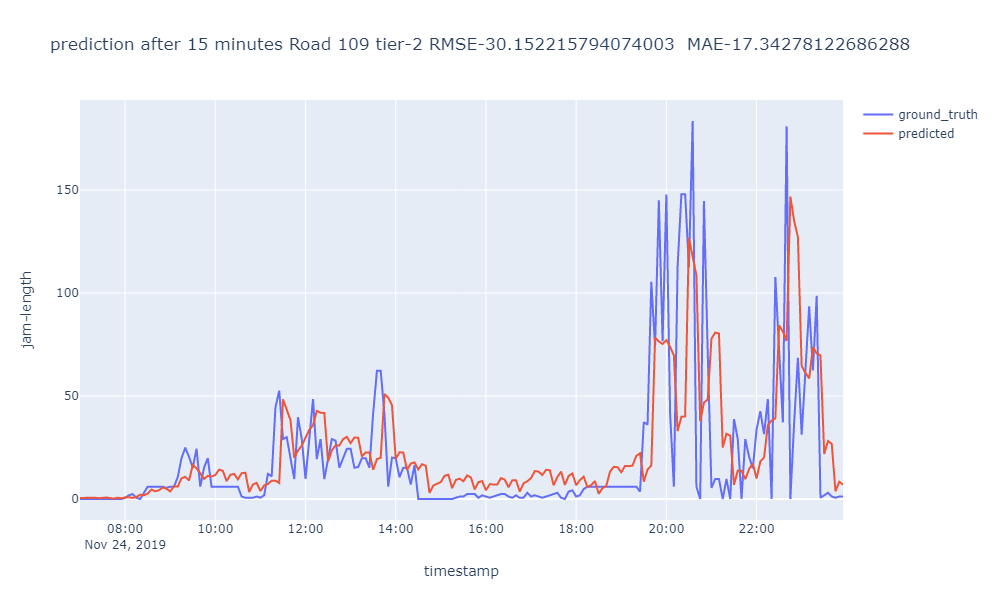 prediction after 15 minutes Road 109 tier-2 RMSE-30.152215794074003  MAE-17.34278122686288
ground_truth
predicted
jam-length
150
100
50
0
08:00 10:00 12:00 14:00 16:00 18:00 20:00 22:00
Nov 24, 2019
timestamp